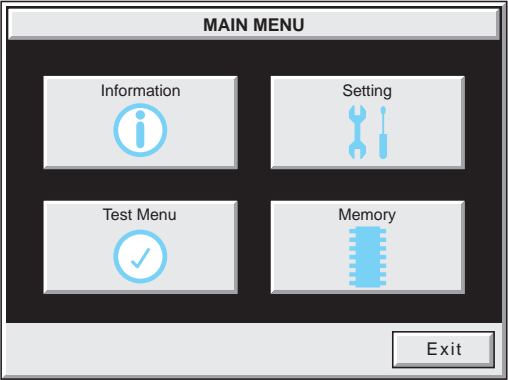 MAIN MENU
Information
Setting
Test Menu
Memory
Exit